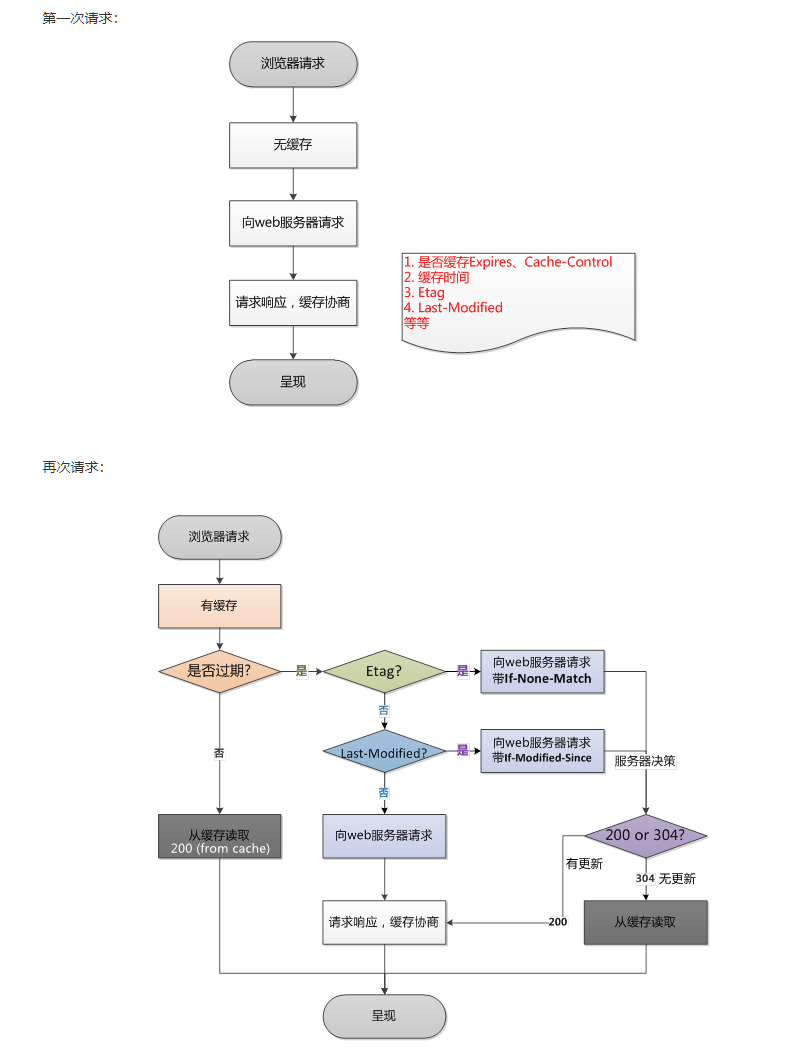 第一次请求：
浏览器请求
无缓存
向web服务器请求
1. 是否缓存Expires、Cache-Control
2. 缓存时间
3. Etag
4. Last-Modified
等等
请求响应，缓存协商
呈现
再次请求：
浏览器请求
有缓存
是否过期?
是
Etag?
是
向web服务器请求
带If-None-Match
否
否
Last-Modified?
是
向web服务器请求
带If-Modified-Since
服务器决策
否
从缓存读取
200 (from cache)
向web服务器请求
200 or 304?
有更新
304 无更新
请求响应，缓存协商
200
从缓存读取
呈现